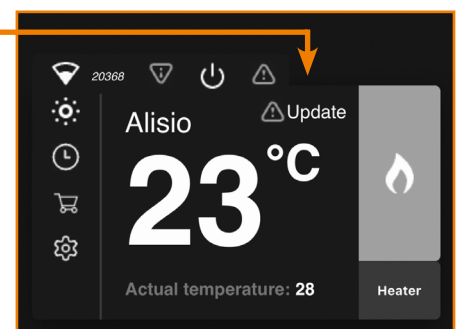 20368
Alisio
Update
23°C
Actual temperature: 28
Heater